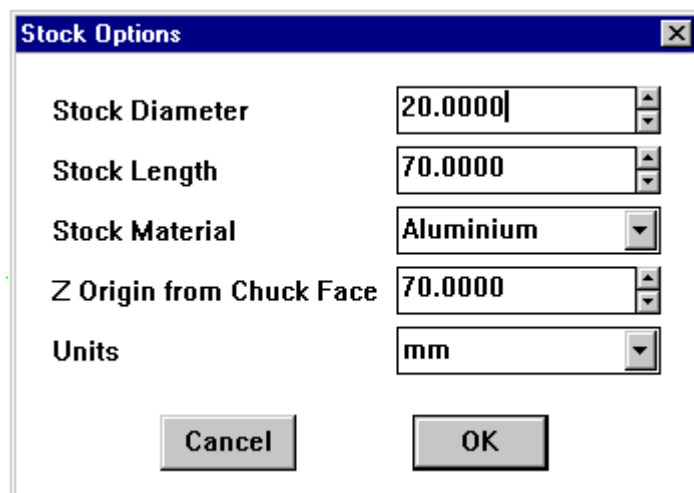 Stock Options
Stock Diameter 20.0000
Stock Length 70.0000
Stock Material Aluminium
Z Origin from Chuck Face 70.0000
Units mm
Cancel OK